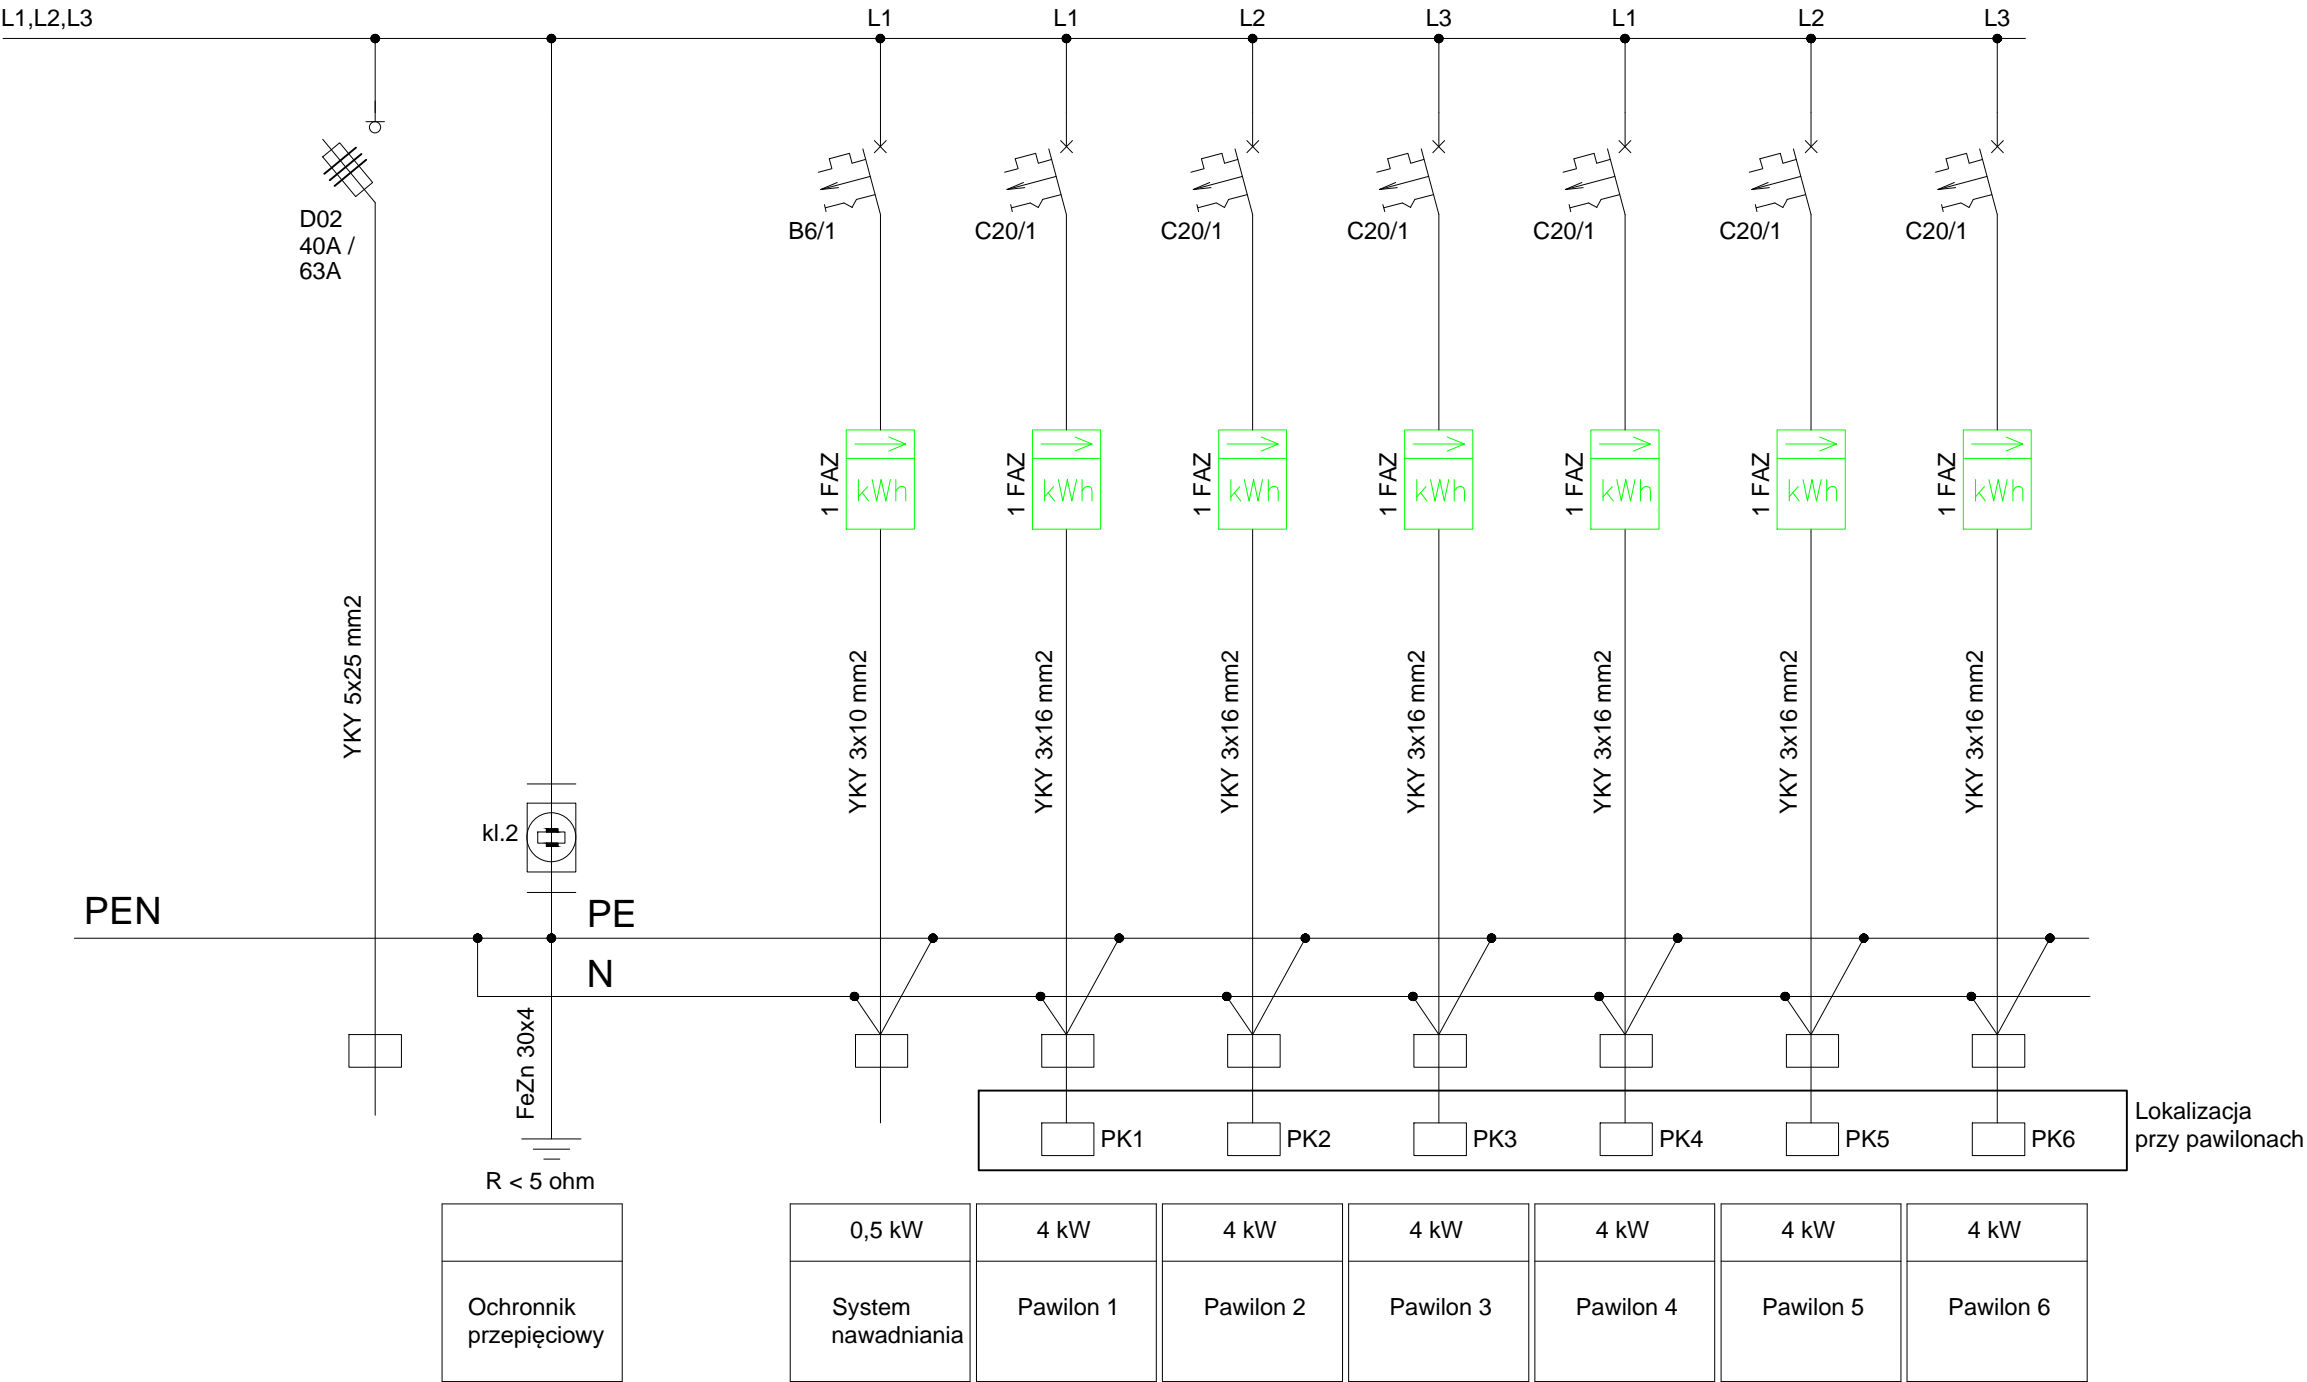 L1,L2,L3
L1
L1
L2
L3
L1
L2
L3
D02
40A /
63A
B6/1
C20/1
C20/1
C20/1
C20/1
C20/1
C20/1
1 FAZ
kWh
1 FAZ
kWh
1 FAZ
kWh
1 FAZ
kWh
1 FAZ
kWh
1 FAZ
kWh
1 FAZ
kWh
YKY 5x25 mm2
YKY 3x10 mm2
YKY 3x16 mm2
YKY 3x16 mm2
YKY 3x16 mm2
YKY 3x16 mm2
YKY 3x16 mm2
YKY 3x16 mm2
kl.2
PEN
PE
N
FeZn 30x4
R < 5 ohm
PK1
PK2
PK3
PK4
PK5
PK6
Lokalizacja
przy pawilonach
Ochronnik
przepięciowy
0,5 kW
System
nawadniania
4 kW
Pawilon 1
4 kW
Pawilon 2
4 kW
Pawilon 3
4 kW
Pawilon 4
4 kW
Pawilon 5
4 kW
Pawilon 6